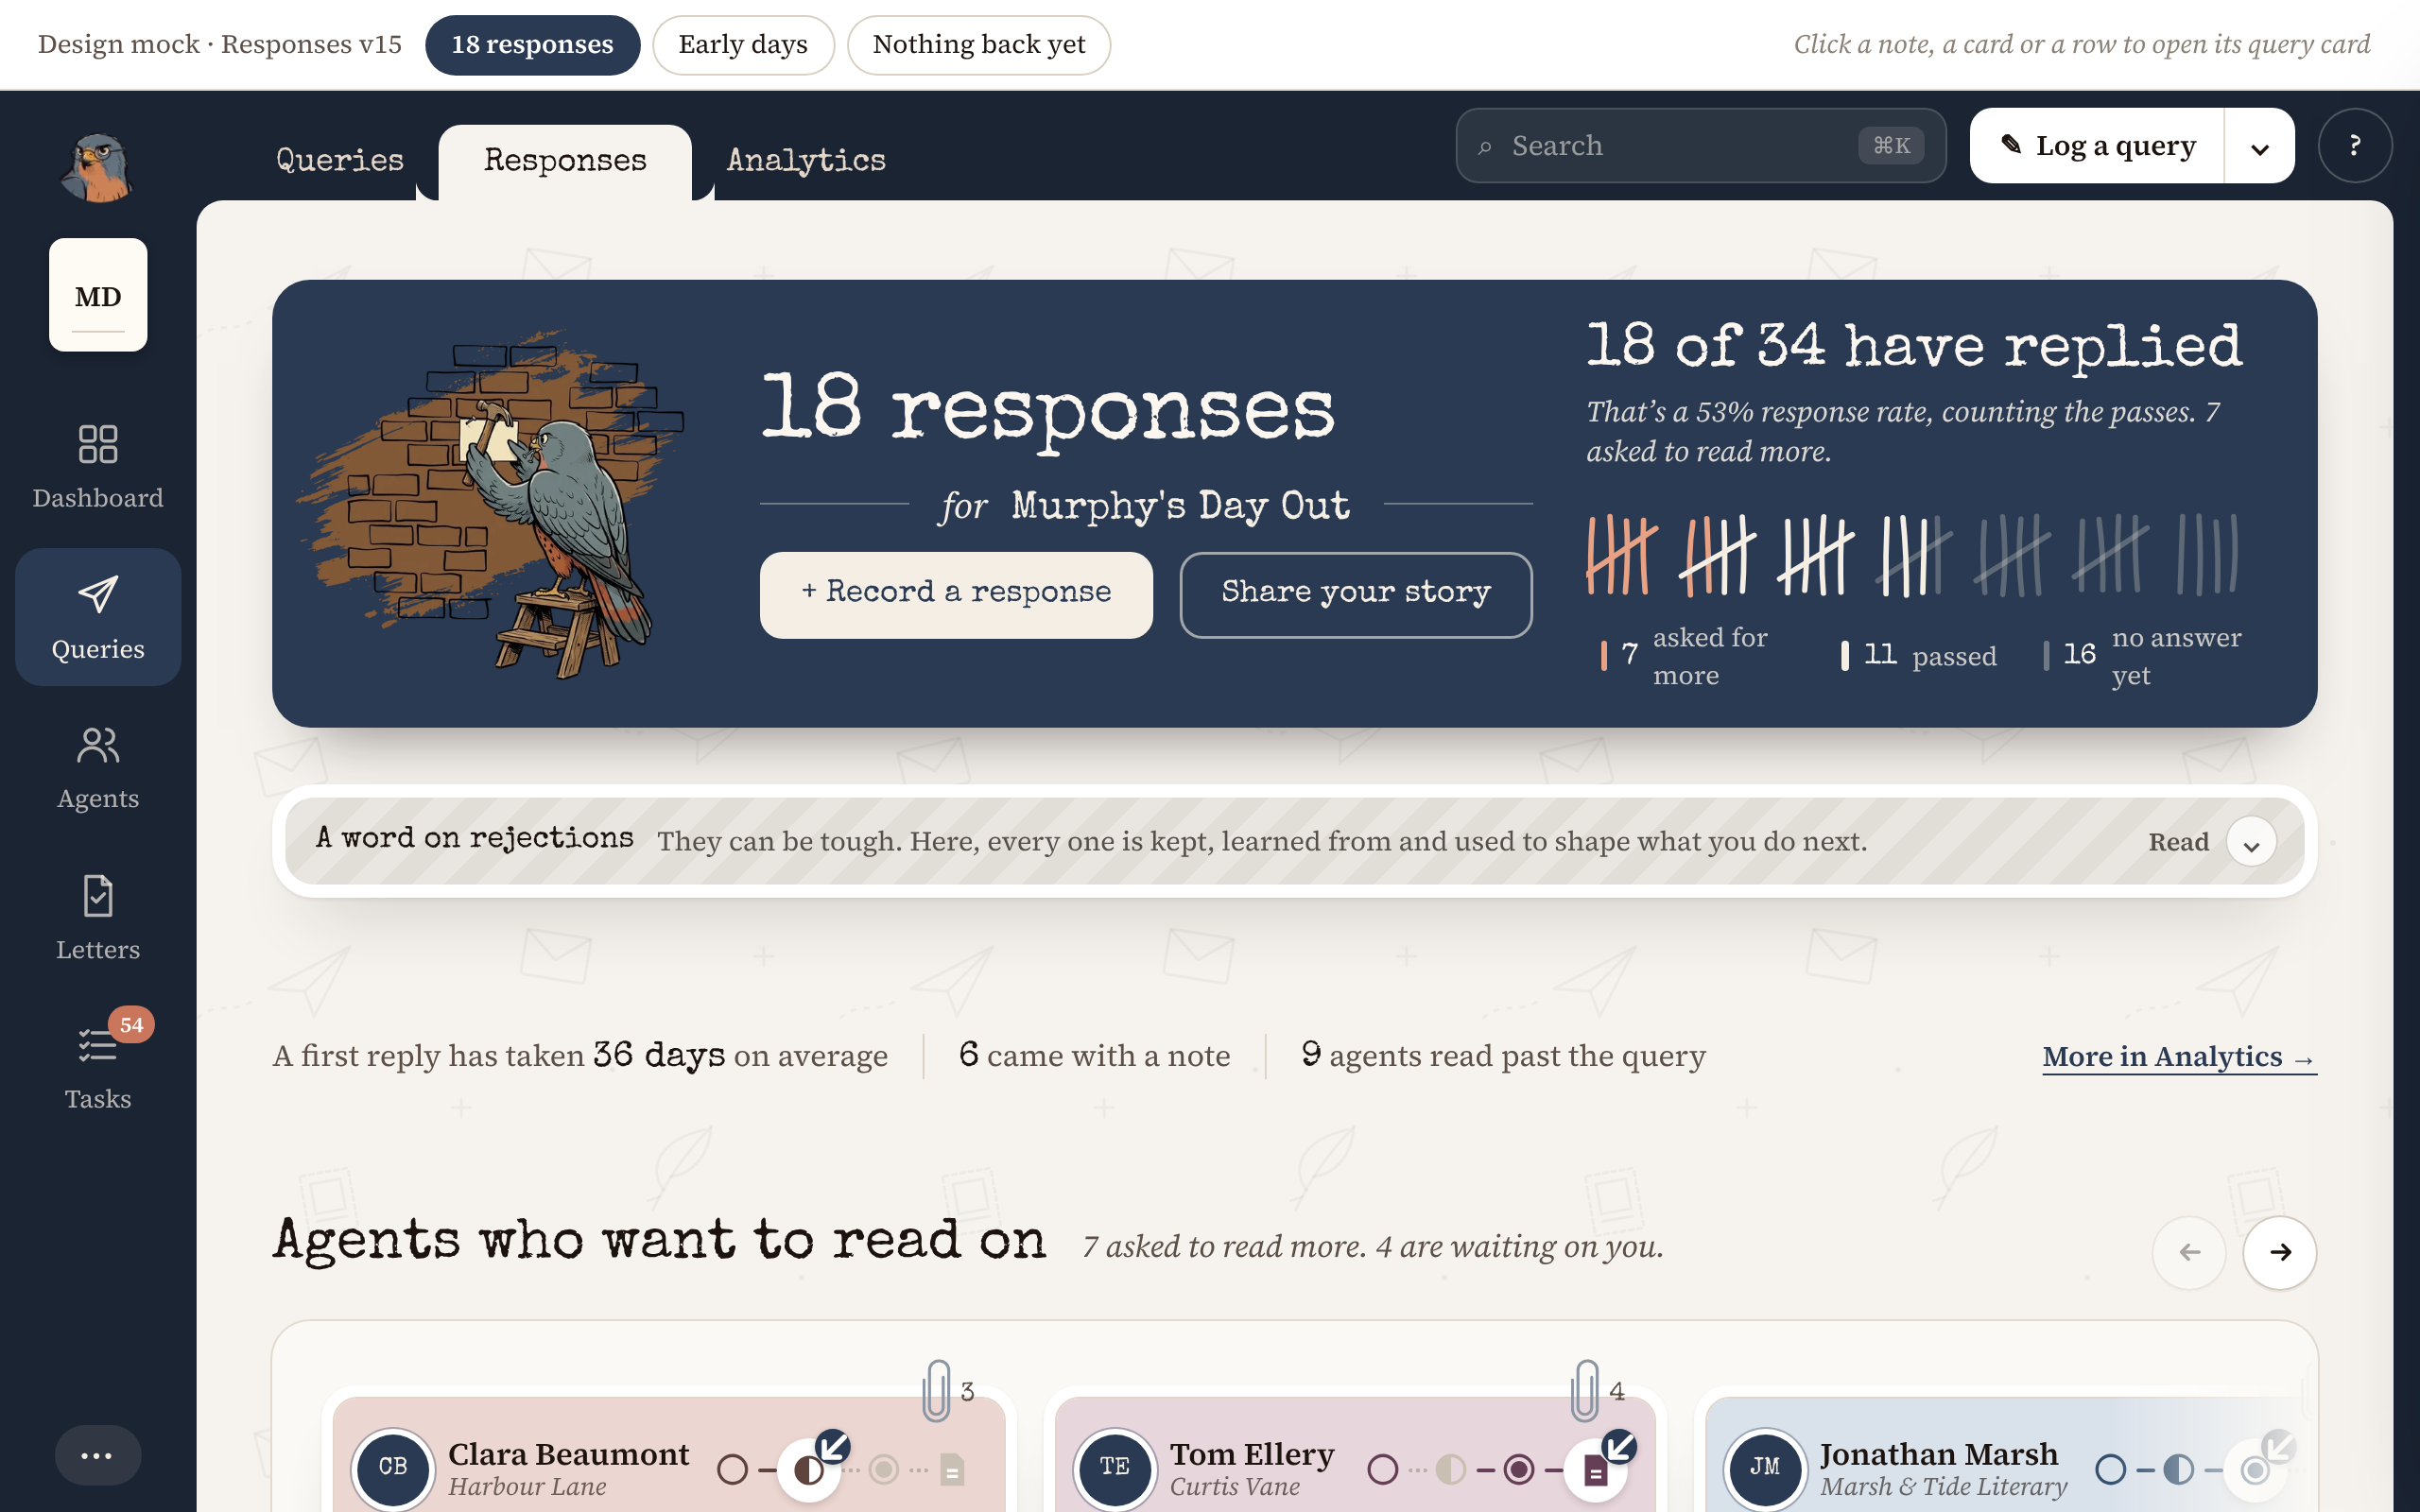 Design mock · Responses v15
18 responses
Early days
Nothing back yet
Click a note, a card or a row to open its query card
Queries
Responses
Analytics
Search
⌘K
✎ Log a query
?
MD
Dashboard
Queries
Agents
Letters
54
Tasks
18 responses
for Murphy's Day Out
+ Record a response
Share your story
18 of 34 have replied
That’s a 53% response rate, counting the passes. 7
asked to read more.
7 asked for
more
11 passed
16 no answer
yet
A word on rejections
They can be tough. Here, every one is kept, learned from and used to shape what you do next.
Read
A first reply has taken 36 days on average
6 came with a note
9 agents read past the query
More in Analytics →
Agents who want to read on
7 asked to read more. 4 are waiting on you.
← →
3
CB
Clara Beaumont
Harbour Lane
4
TE
Tom Ellery
Curtis Vane
JM
Jonathan Marsh
Marsh & Tide Literary